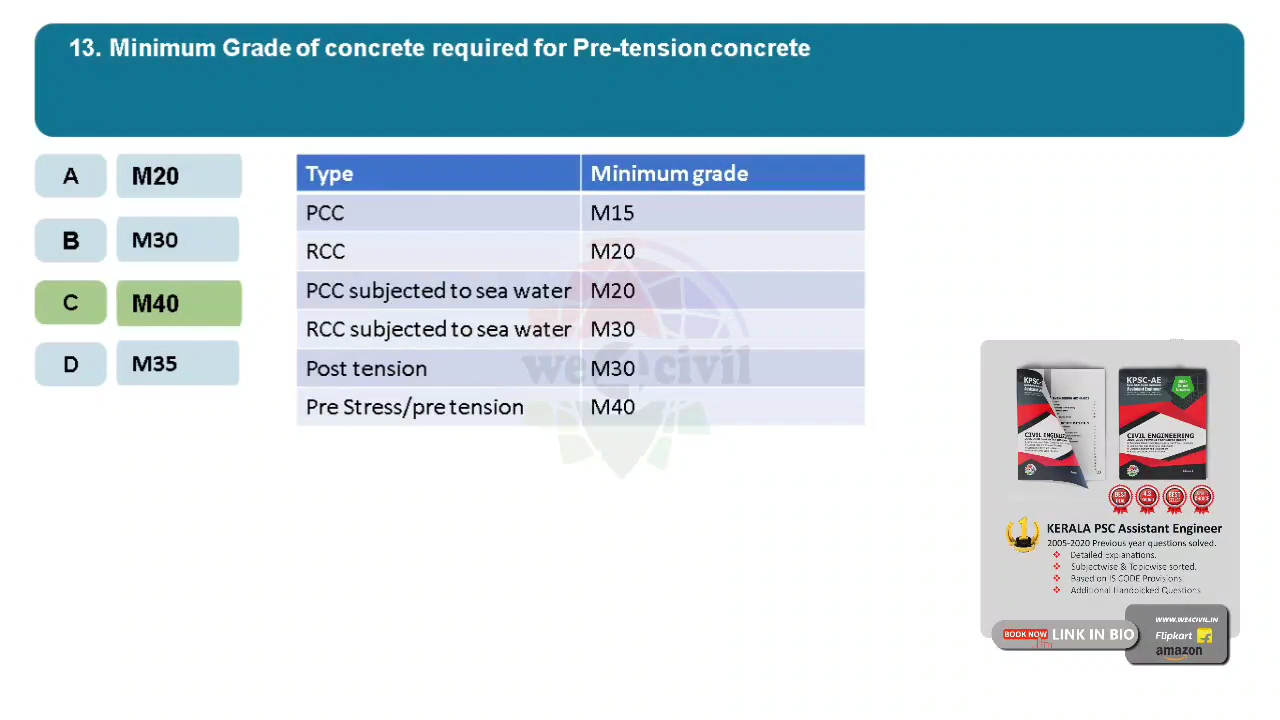 13. Minimum Grade of concrete required for Pre-tension concrete
A M20
B M30
C M40
D M35
Type Minimum grade
PCC M15
RCC M20
PCC subjected to sea water M20
RCC subjected to sea water M30
Post tension M30
Pre Stress/pre tension M40
we4civil
KPSC-AE
Assistant Engineer
CIVIL ENGINEERING
KERALA PSC Assistant Engineer
2005-2020 Previous year questions solved.
❖ Detailed Explanations.
❖ Subjectwise & Topicwise sorted.
❖ Based on IS CODE Provisions.
❖ Additional Handpicked Questions
BOOK NOW LINK IN BIO
WWW.WE4CIVIL.IN
Flipkart
amazon